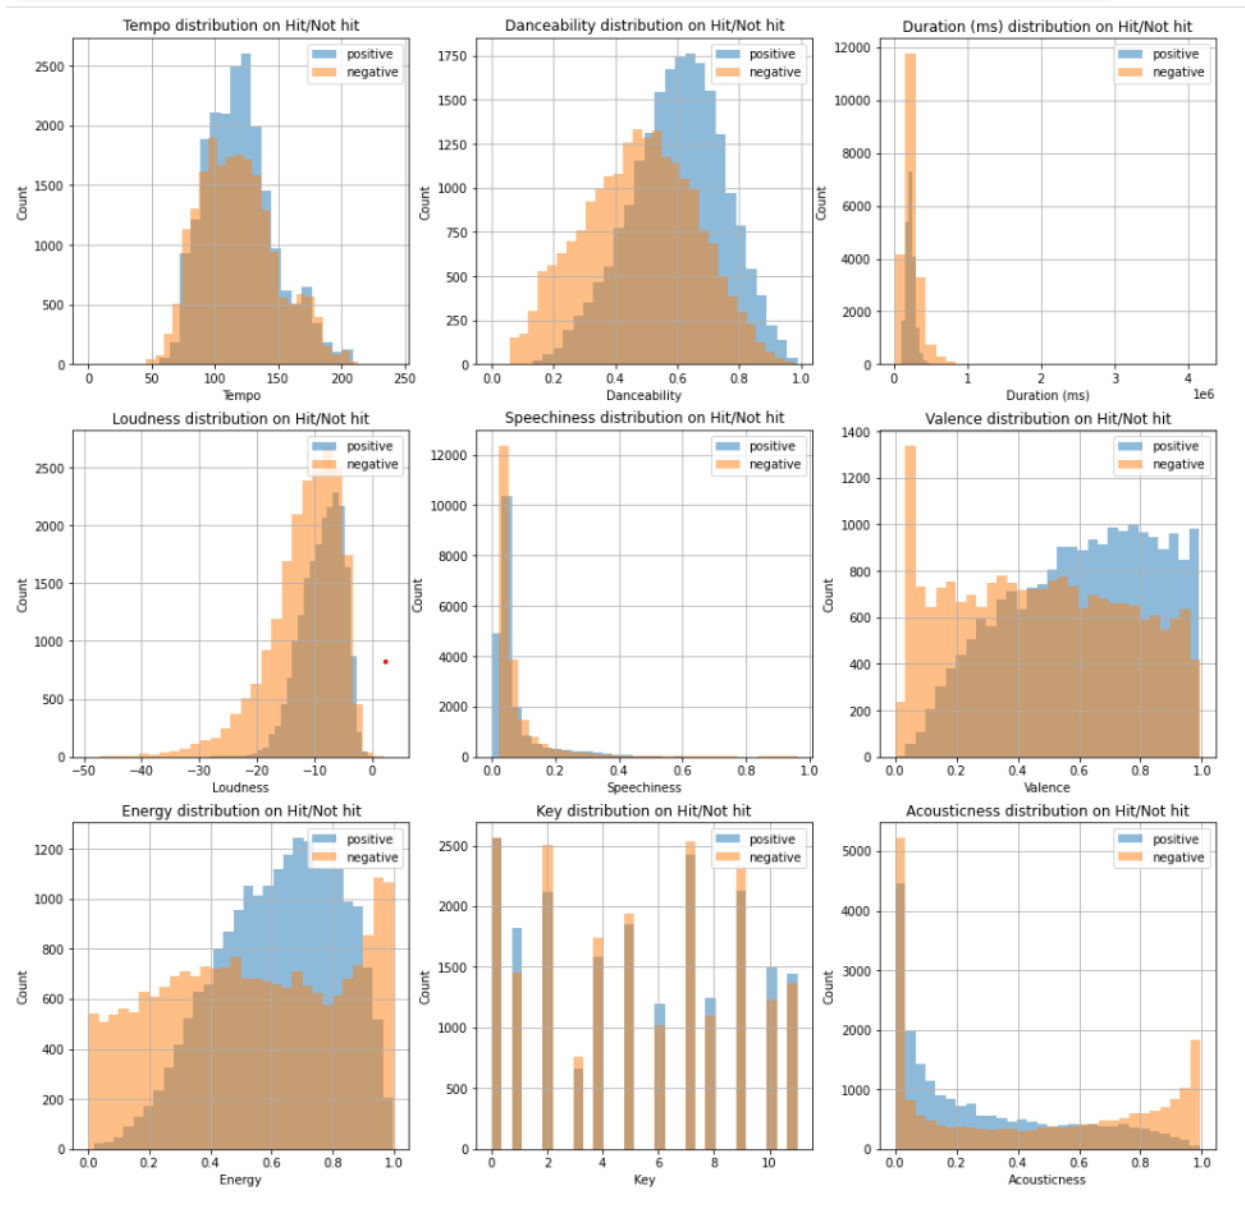 Tempo distribution on Hit/Not hit
positive
negative
2500
2000
1500
1000
500
0
Count
0 50 100 150 200 250
Tempo
Danceability distribution on Hit/Not hit
positive
negative
1750
1500
1250
1000
750
500
250
0
Count
0.0 0.2 0.4 0.6 0.8 1.0
Danceability
Duration (ms) distribution on Hit/Not hit
positive
negative
12000
10000
8000
6000
4000
2000
0
Count
0 1 2 3 4
1e6
Duration (ms)
Loudness distribution on Hit/Not hit
positive
negative
2500
2000
1500
1000
500
0
Count
−50 −40 −30 −20 −10 0
Loudness
Speechiness distribution on Hit/Not hit
positive
negative
12000
10000
8000
6000
4000
2000
0
Count
0.0 0.2 0.4 0.6 0.8 1.0
Speechiness
Valence distribution on Hit/Not hit
positive
negative
1400
1200
1000
800
600
400
200
0
Count
0.0 0.2 0.4 0.6 0.8 1.0
Valence
Energy distribution on Hit/Not hit
positive
negative
1200
1000
800
600
400
200
0
Count
0.0 0.2 0.4 0.6 0.8 1.0
Energy
Key distribution on Hit/Not hit
positive
negative
2500
2000
1500
1000
500
0
Count
0 2 4 6 8 10
Key
Acousticness distribution on Hit/Not hit
positive
negative
5000
4000
3000
2000
1000
0
Count
0.0 0.2 0.4 0.6 0.8 1.0
Acousticness